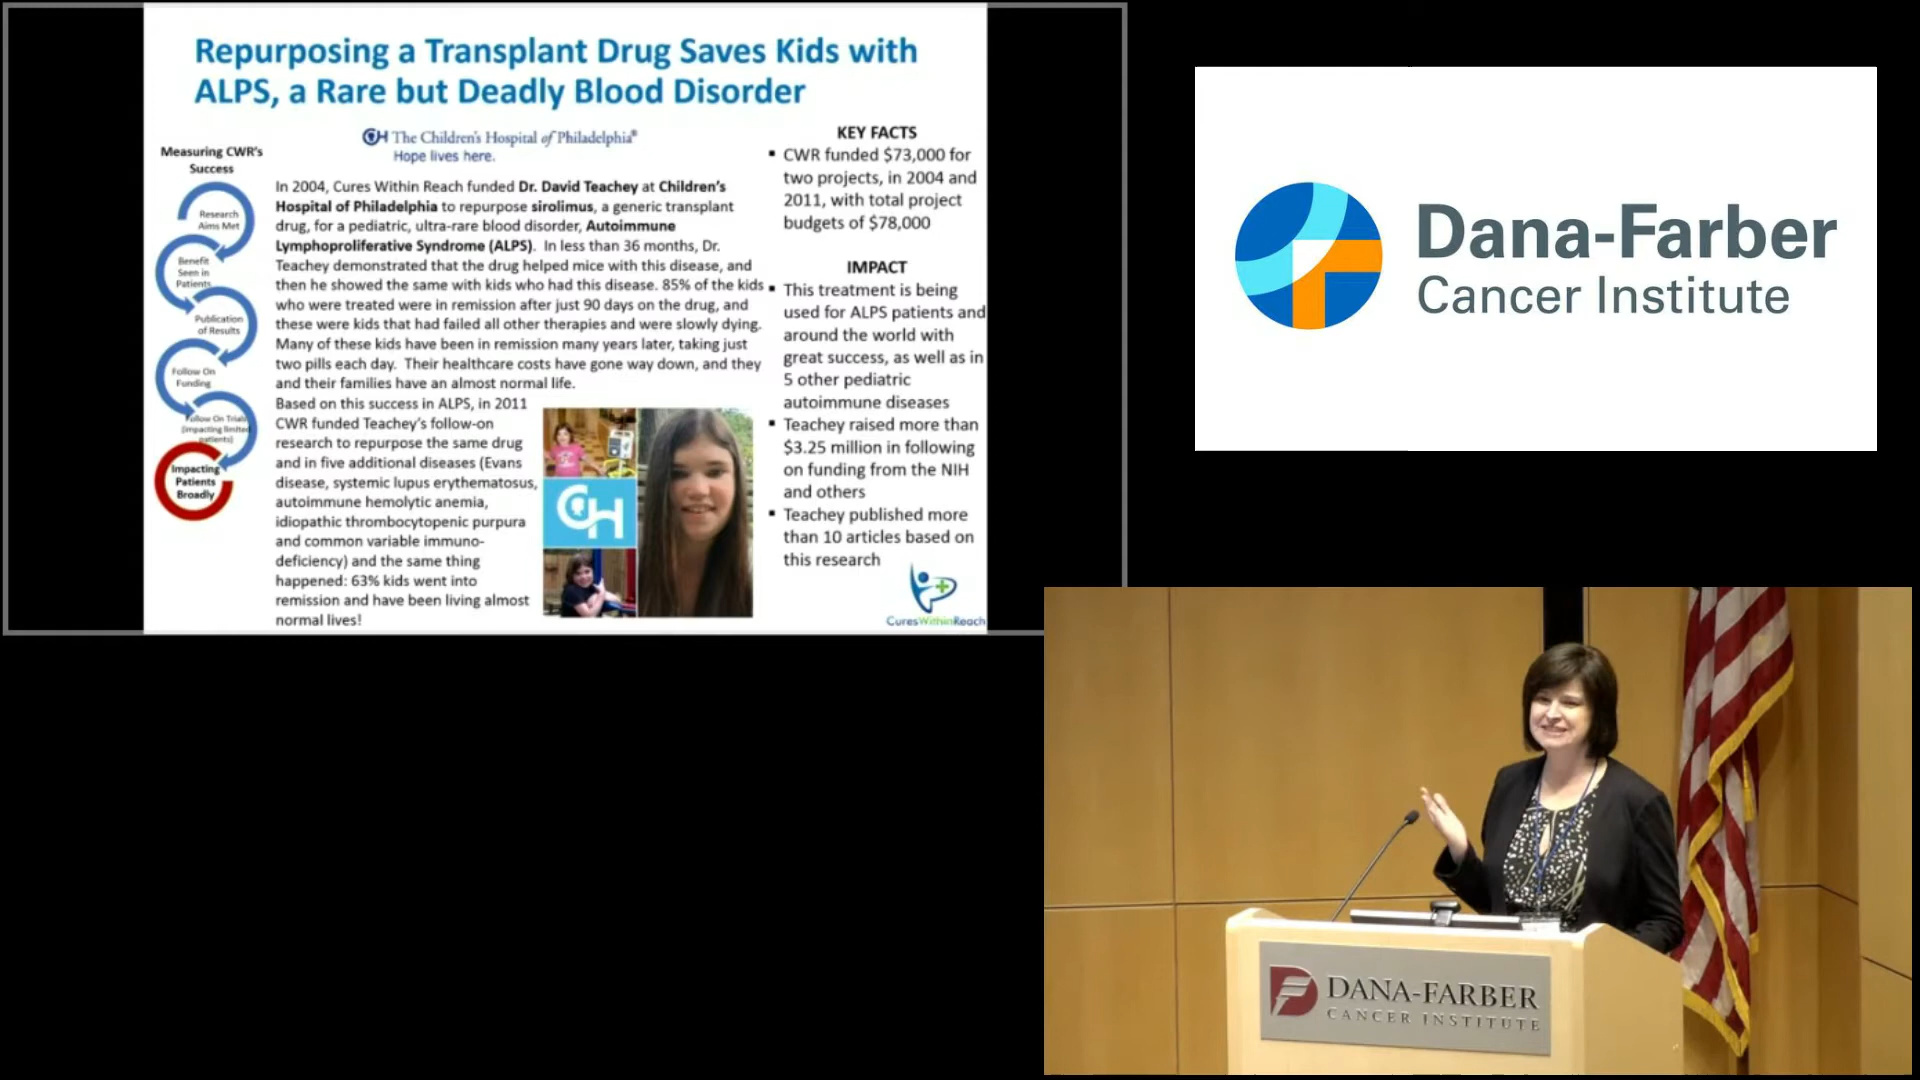 Repurposing a Transplant Drug Saves Kids with
ALPS, a Rare but Deadly Blood Disorder
CH The Children's Hospital of Philadelphia®
Hope lives here.
Measuring CWR's
Success
Research
Aims Met
Benefit
Seen in
Patients
Publication
of Results
Follow On
Funding
Follow On Trials
(impacting limited
patients)
Impacting
Patients
Broadly
In 2004, Cures Within Reach funded Dr. David Teachey at Children's
Hospital of Philadelphia to repurpose sirolimus, a generic transplant
drug, for a pediatric, ultra-rare blood disorder, Autoimmune
Lymphoproliferative Syndrome (ALPS). In less than 36 months, Dr.
Teachey demonstrated that the drug helped mice with this disease, and
then he showed the same with kids who had this disease. 85% of the kids
who were treated were in remission after just 90 days on the drug, and
these were kids that had failed all other therapies and were slowly dying.
Many of these kids have been in remission many years later, taking just
two pills each day. Their healthcare costs have gone way down, and they
and their families have an almost normal life.
Based on this success in ALPS, in 2011
CWR funded Teachey's follow-on
research to repurpose the same drug
and in five additional diseases (Evans
disease, systemic lupus erythematosus,
autoimmune hemolytic anemia,
idiopathic thrombocytopenic purpura
and common variable immuno-
deficiency) and the same thing
happened: 63% kids went into
remission and have been living almost
normal lives!
CH
KEY FACTS
▪ CWR funded $73,000 for
two projects, in 2004 and
2011, with total project
budgets of $78,000
IMPACT
▪ This treatment is being
used for ALPS patients and
around the world with
great success, as well as in
5 other pediatric
autoimmune diseases
▪ Teachey raised more than
$3.25 million in following
on funding from the NIH
and others
▪ Teachey published more
than 10 articles based on
this research
CuresWithinReach
Dana-Farber
Cancer Institute
DANA-FARBER
CANCER INSTITUTE